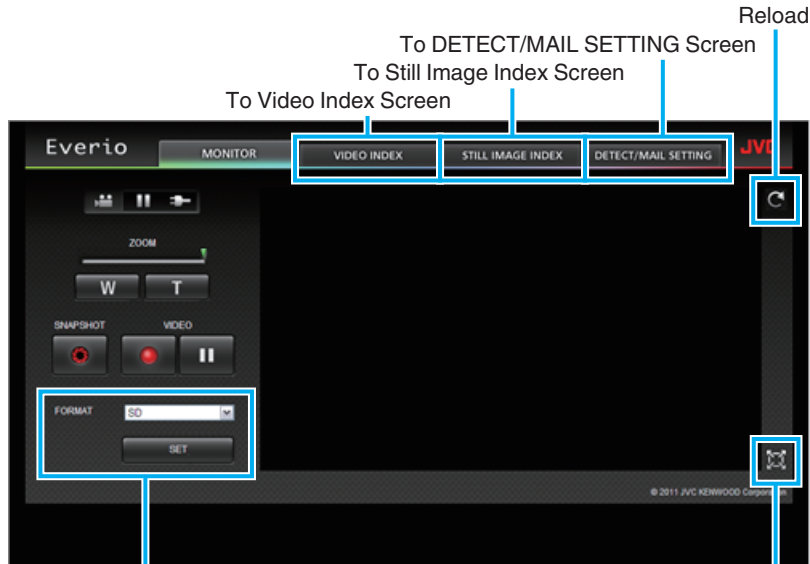 Reload
To DETECT/MAIL SETTING Screen
To Still Image Index Screen
To Video Index Screen
Everio MONITOR VIDEO INDEX STILL IMAGE INDEX DETECT/MAIL SETTING JVC
ZOOM
W T
SNAPSHOT VIDEO
FORMAT SD
SET
© 2011 JVC KENWOOD Corporation